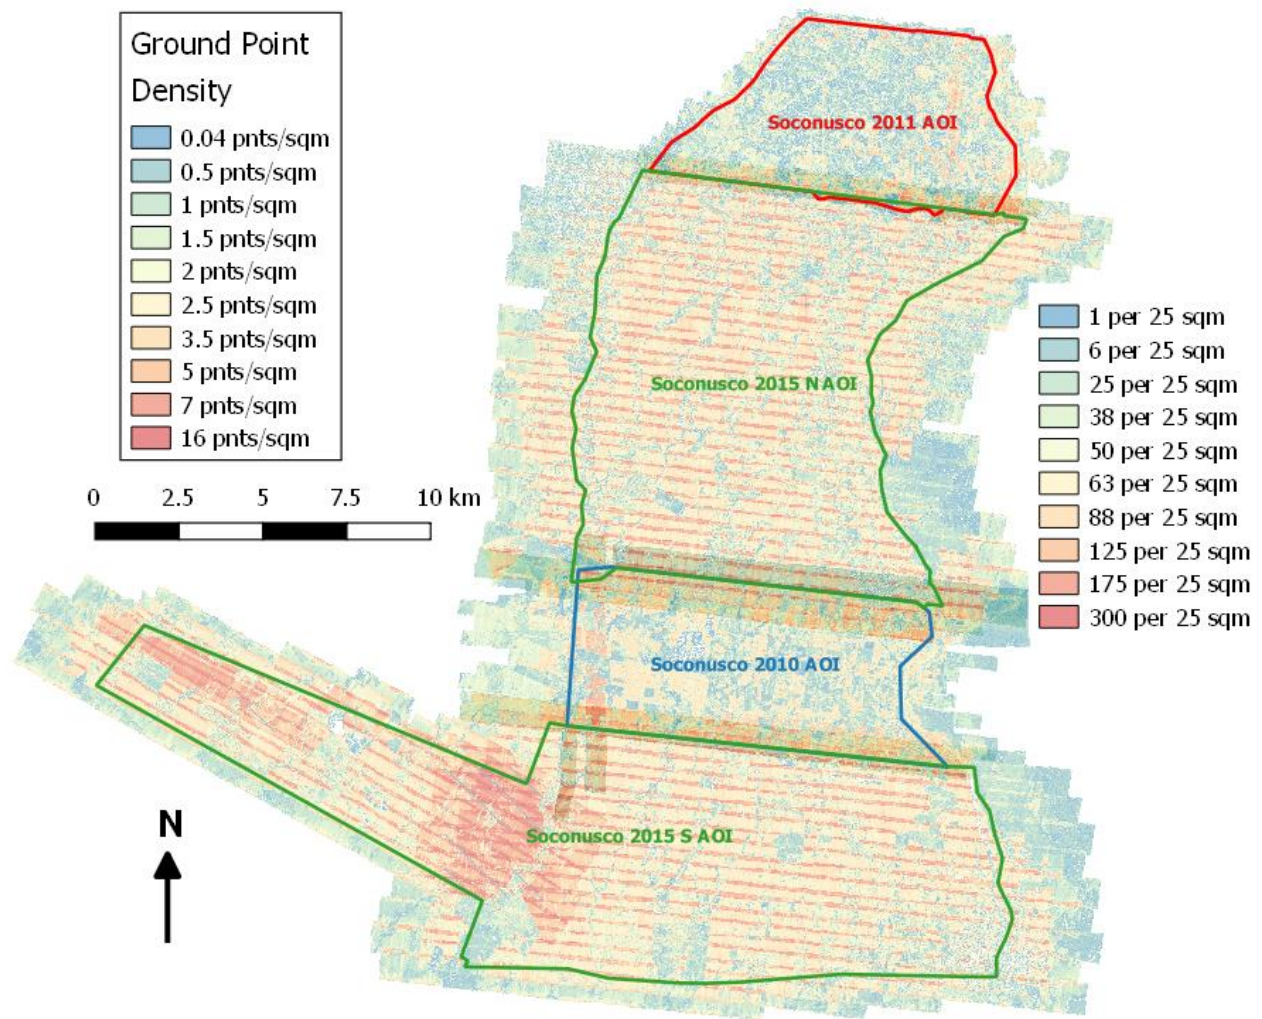 Ground Point
Density
0.04 pnts/sqm
0.5 pnts/sqm
1 pnts/sqm
1.5 pnts/sqm
2 pnts/sqm
2.5 pnts/sqm
3.5 pnts/sqm
5 pnts/sqm
7 pnts/sqm
16 pnts/sqm
0 2.5 5 7.5 10 km
Soconusco 2011 AOI
Soconusco 2015 N AOI
Soconusco 2010 AOI
Soconusco 2015 S AOI
N
1 per 25 sqm
6 per 25 sqm
25 per 25 sqm
38 per 25 sqm
50 per 25 sqm
63 per 25 sqm
88 per 25 sqm
125 per 25 sqm
175 per 25 sqm
300 per 25 sqm